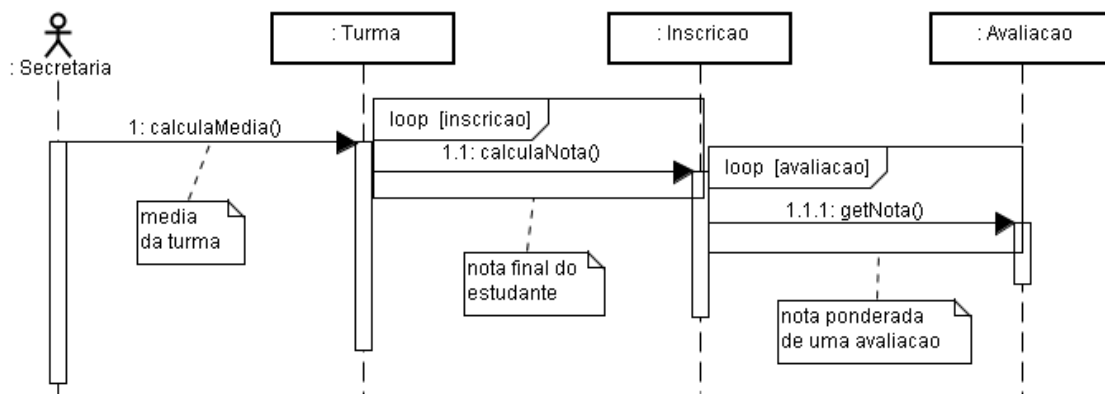 : Secretaria
: Turma
: Inscricao
: Avaliacao
1: calculaMedia()
loop [inscricao]
1.1: calculaNota()
loop [avaliacao]
1.1.1: getNota()
media
da turma
nota final do
estudante
nota ponderada
de uma avaliacao